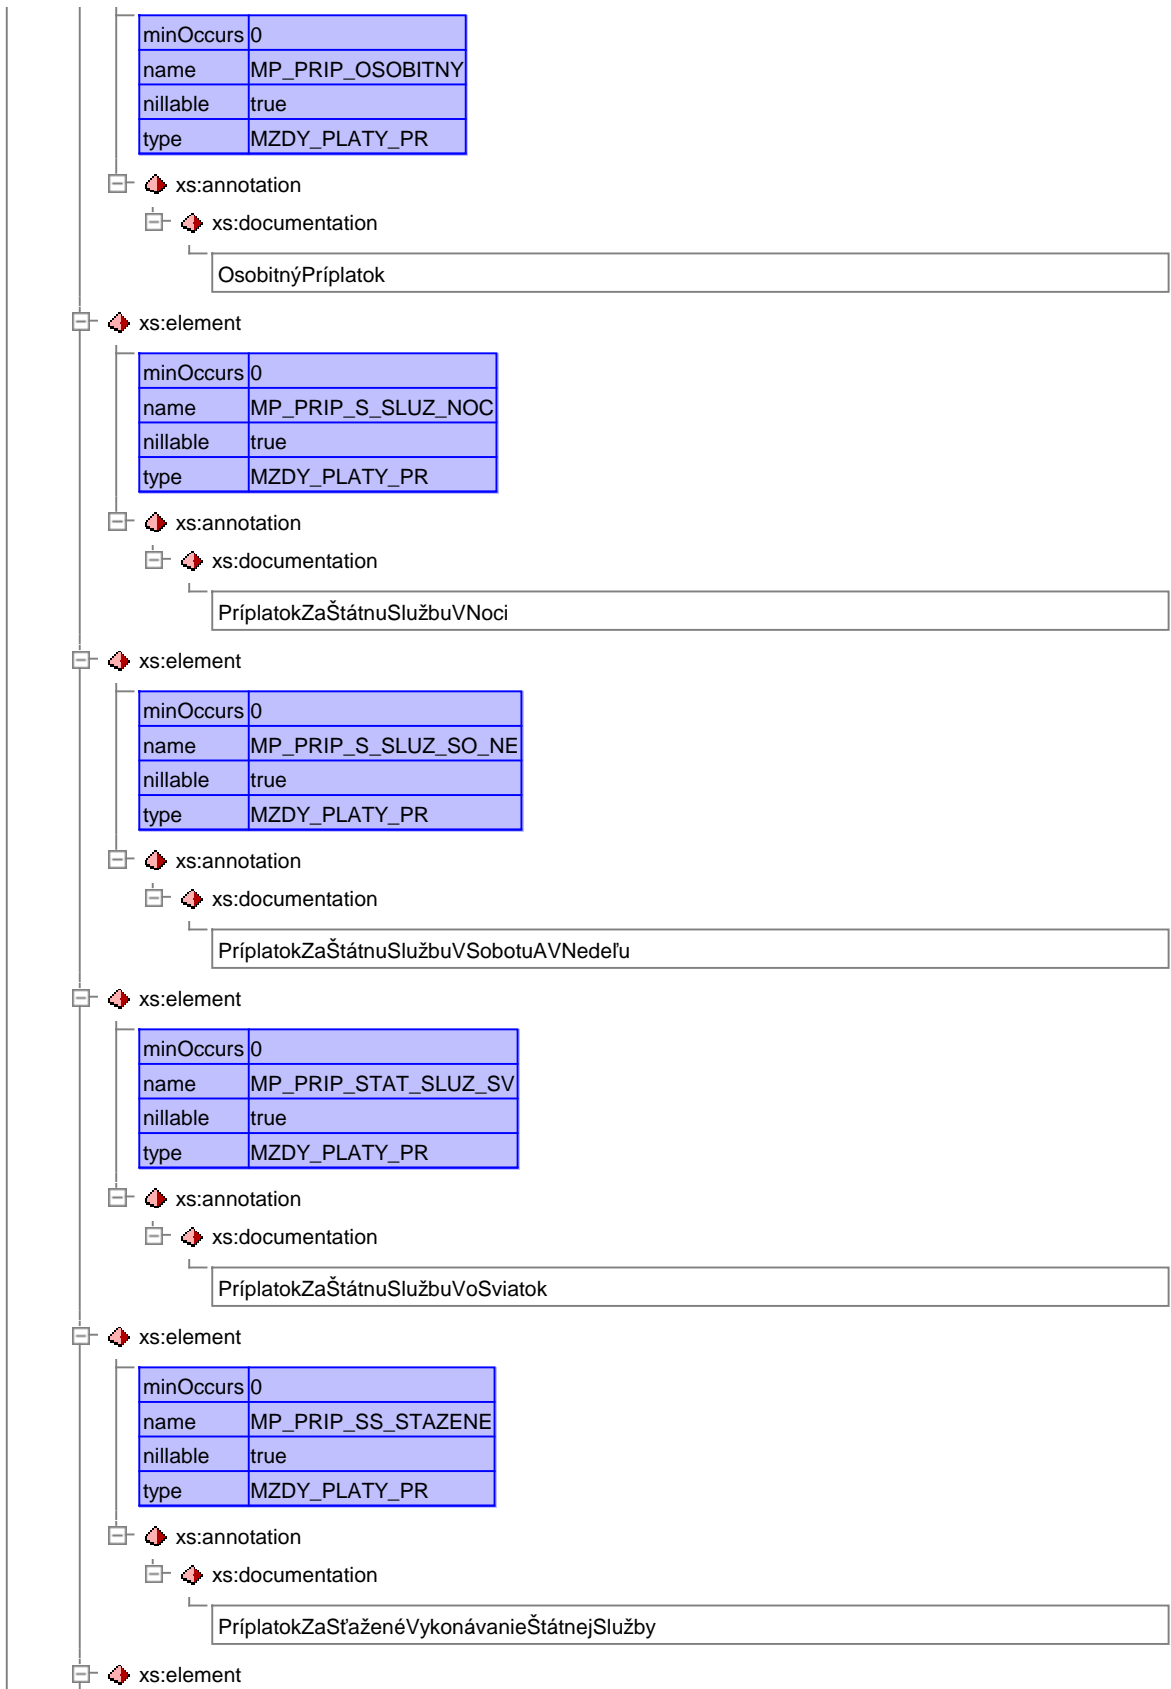 minOccurs 0
name MP_PRIP_OSOBITNY
nillable true
type MZDY_PLATY_PR
xs:annotation
xs:documentation
OsobitnýPríplatok
xs:element
minOccurs 0
name MP_PRIP_S_SLUZ_NOC
nillable true
type MZDY_PLATY_PR
xs:annotation
xs:documentation
PríplatokZaŠtátnuSlužbuVNoci
xs:element
minOccurs 0
name MP_PRIP_S_SLUZ_SO_NE
nillable true
type MZDY_PLATY_PR
xs:annotation
xs:documentation
PríplatokZaŠtátnuSlužbuVSobotuAVNedeľu
xs:element
minOccurs 0
name MP_PRIP_STAT_SLUZ_SV
nillable true
type MZDY_PLATY_PR
xs:annotation
xs:documentation
PríplatokZaŠtátnuSlužbuVoSviatok
xs:element
minOccurs 0
name MP_PRIP_SS_STAZENE
nillable true
type MZDY_PLATY_PR
xs:annotation
xs:documentation
PríplatokZaSťaženéVykonávanieŠtátnejSlužby
xs:element